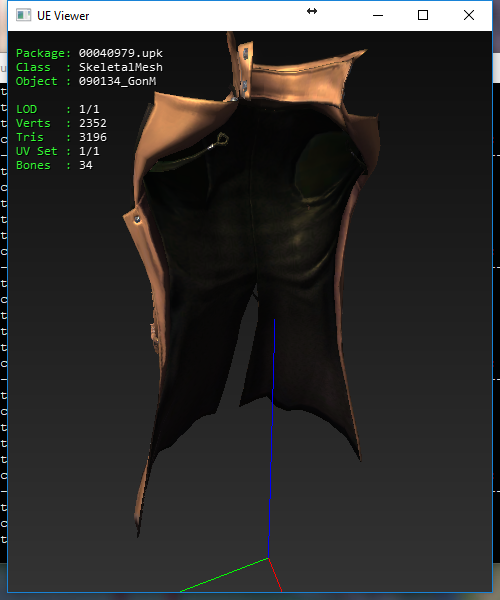 UE Viewer
Package: 00040979.upk
Class : SkeletalMesh
Object : 090134_GonM
LOD : 1/1
Verts : 2352
Tris : 3196
UV Set : 1/1
Bones : 34